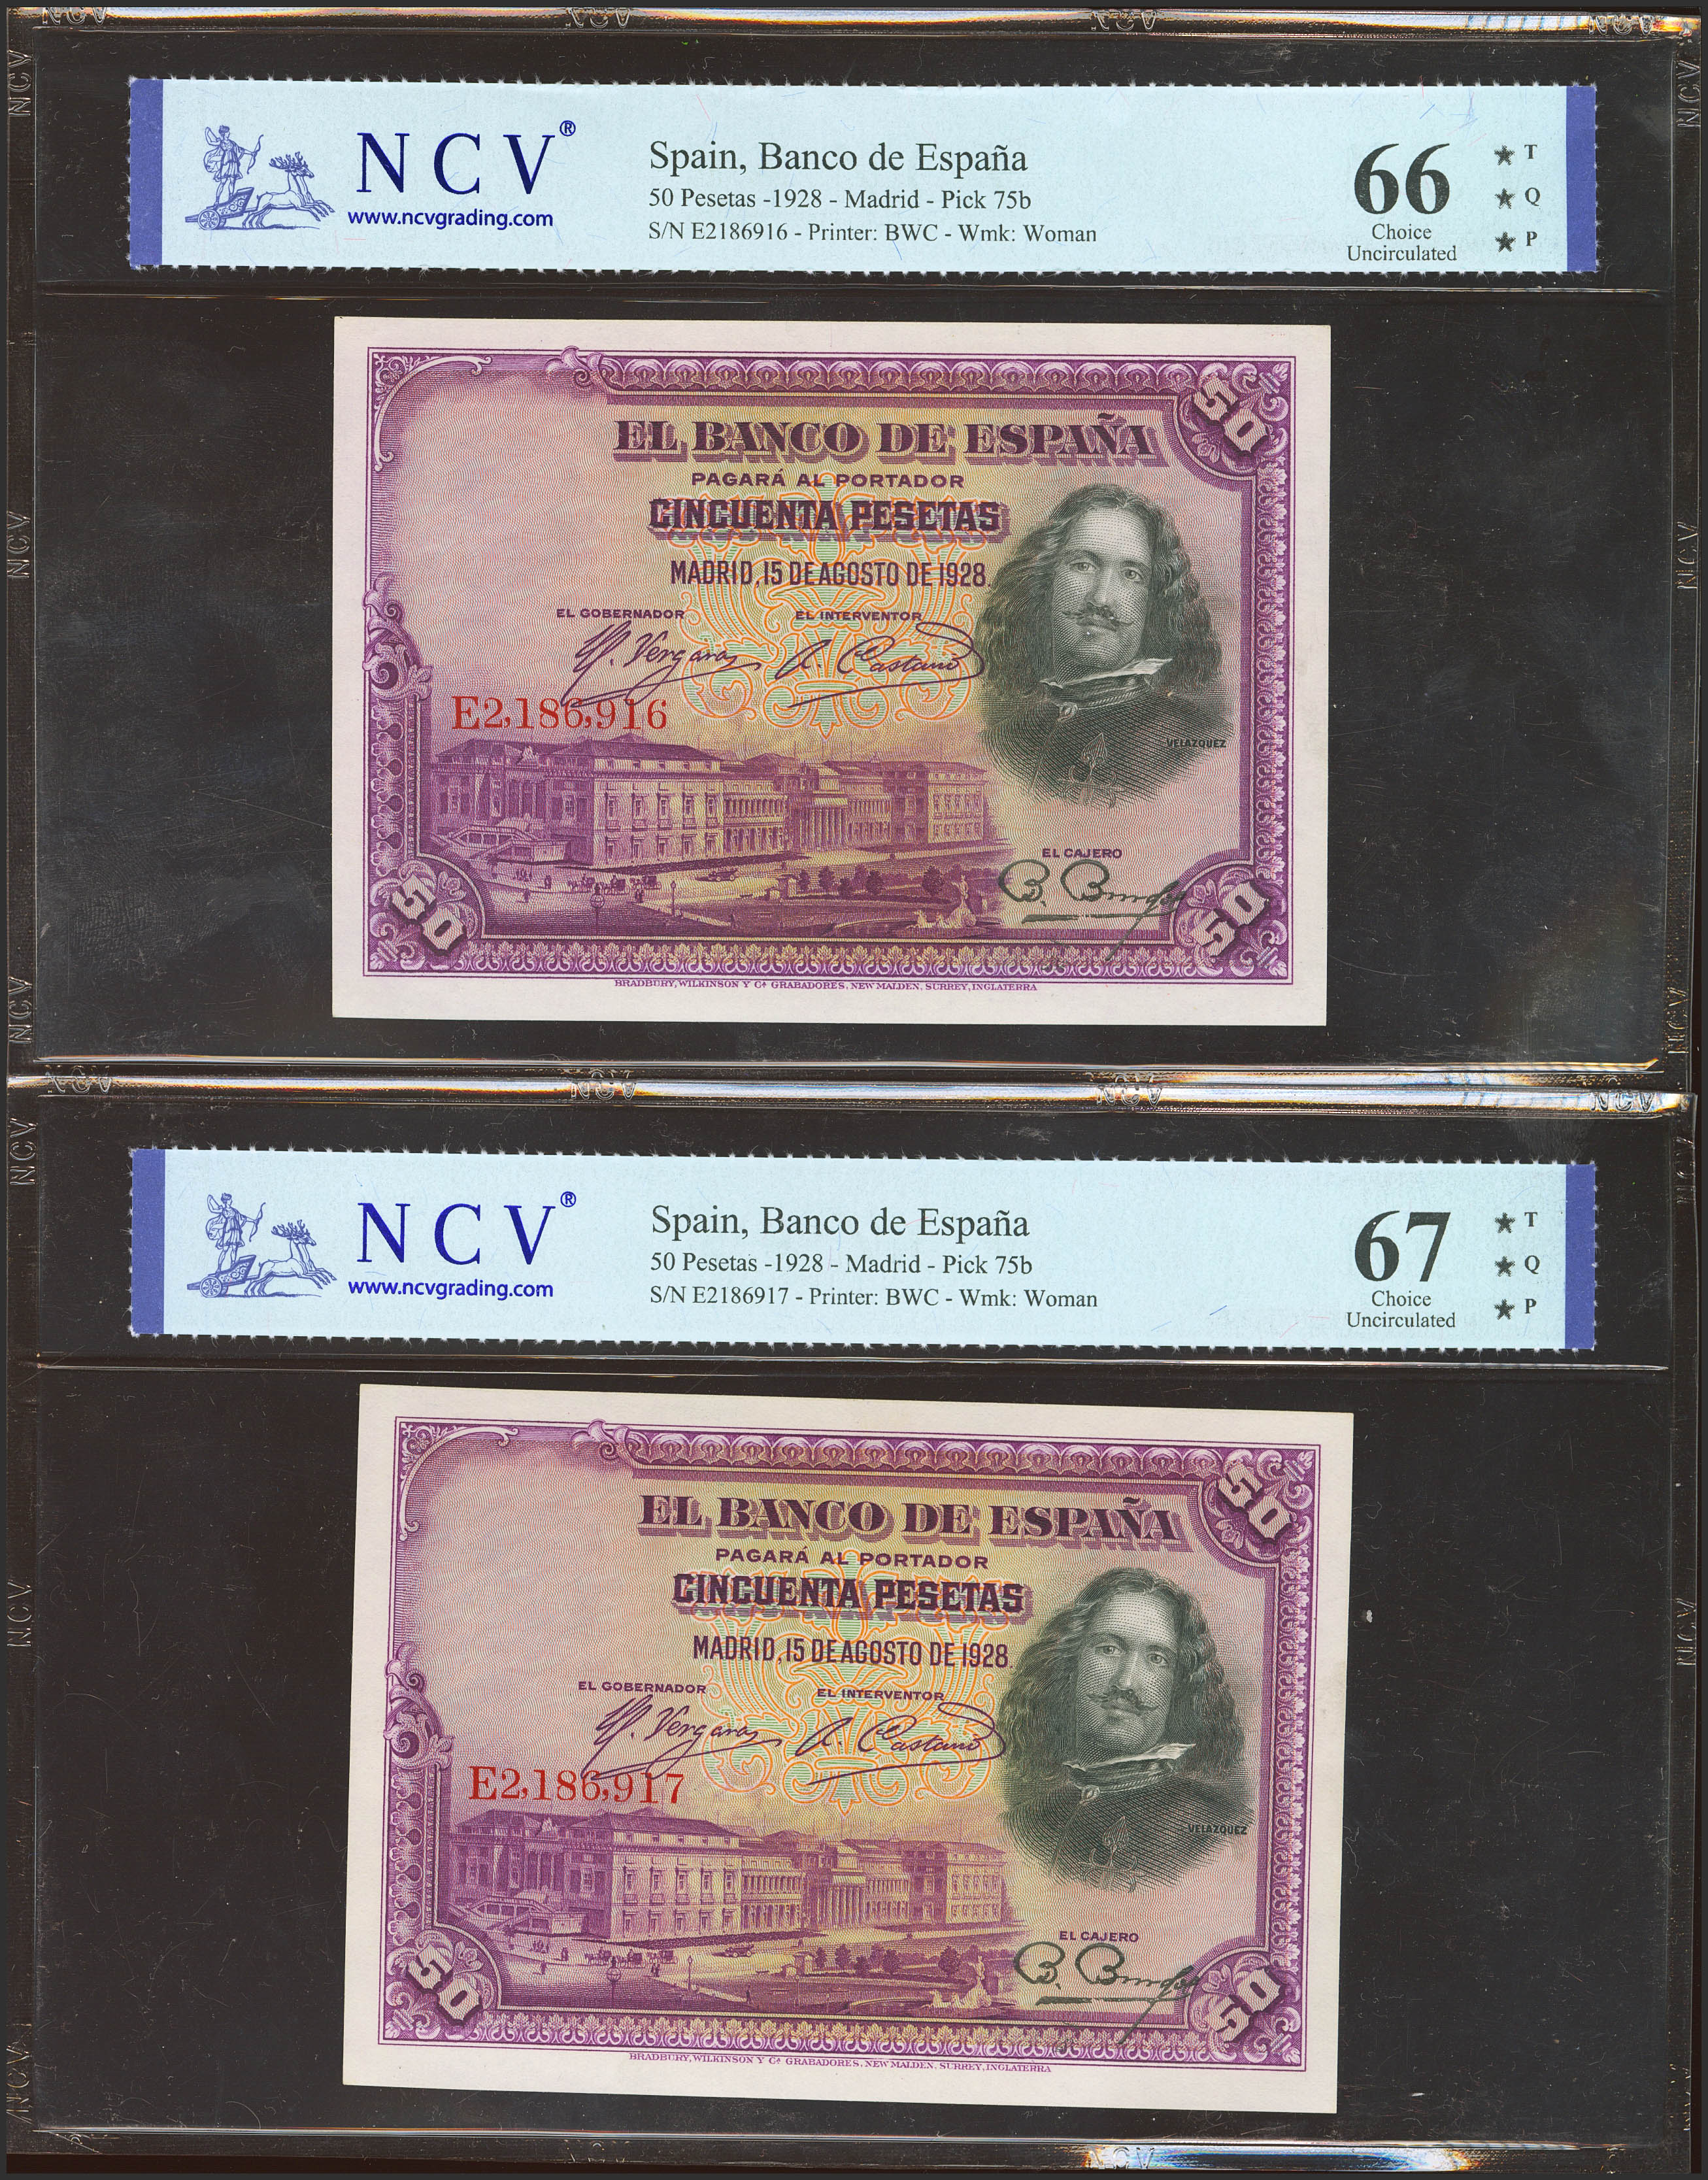 NCV®
www.ncvgrading.com
Spain, Banco de España
50 Pesetas -1928 - Madrid - Pick 75b
S/N E2186916 - Printer: BWC - Wmk: Woman
66
Choice
Uncirculated
★ T
★ Q
★ P
50
EL BANCO DE ESPAÑA
PAGARÁ AL PORTADOR
CINCUENTA PESETAS
MADRID, 15 DE AGOSTO DE 1928.
EL GOBERNADOR
EL INTERVENTOR
E2,186,916
VELAZQUEZ
EL CAJERO
50
50
BRADBURY, WILKINSON Y Cª GRABADORES, NEW MALDEN, SURREY, INGLATERRA
NCV®
www.ncvgrading.com
Spain, Banco de España
50 Pesetas -1928 - Madrid - Pick 75b
S/N E2186917 - Printer: BWC - Wmk: Woman
67
Choice
Uncirculated
★ T
★ Q
★ P
50
EL BANCO DE ESPAÑA
PAGARÁ AL PORTADOR
CINCUENTA PESETAS
MADRID, 15 DE AGOSTO DE 1928.
EL GOBERNADOR
EL INTERVENTOR
E2,186,917
VELAZQUEZ
EL CAJERO
50
50
BRADBURY, WILKINSON Y Cª GRABADORES, NEW MALDEN, SURREY, INGLATERRA